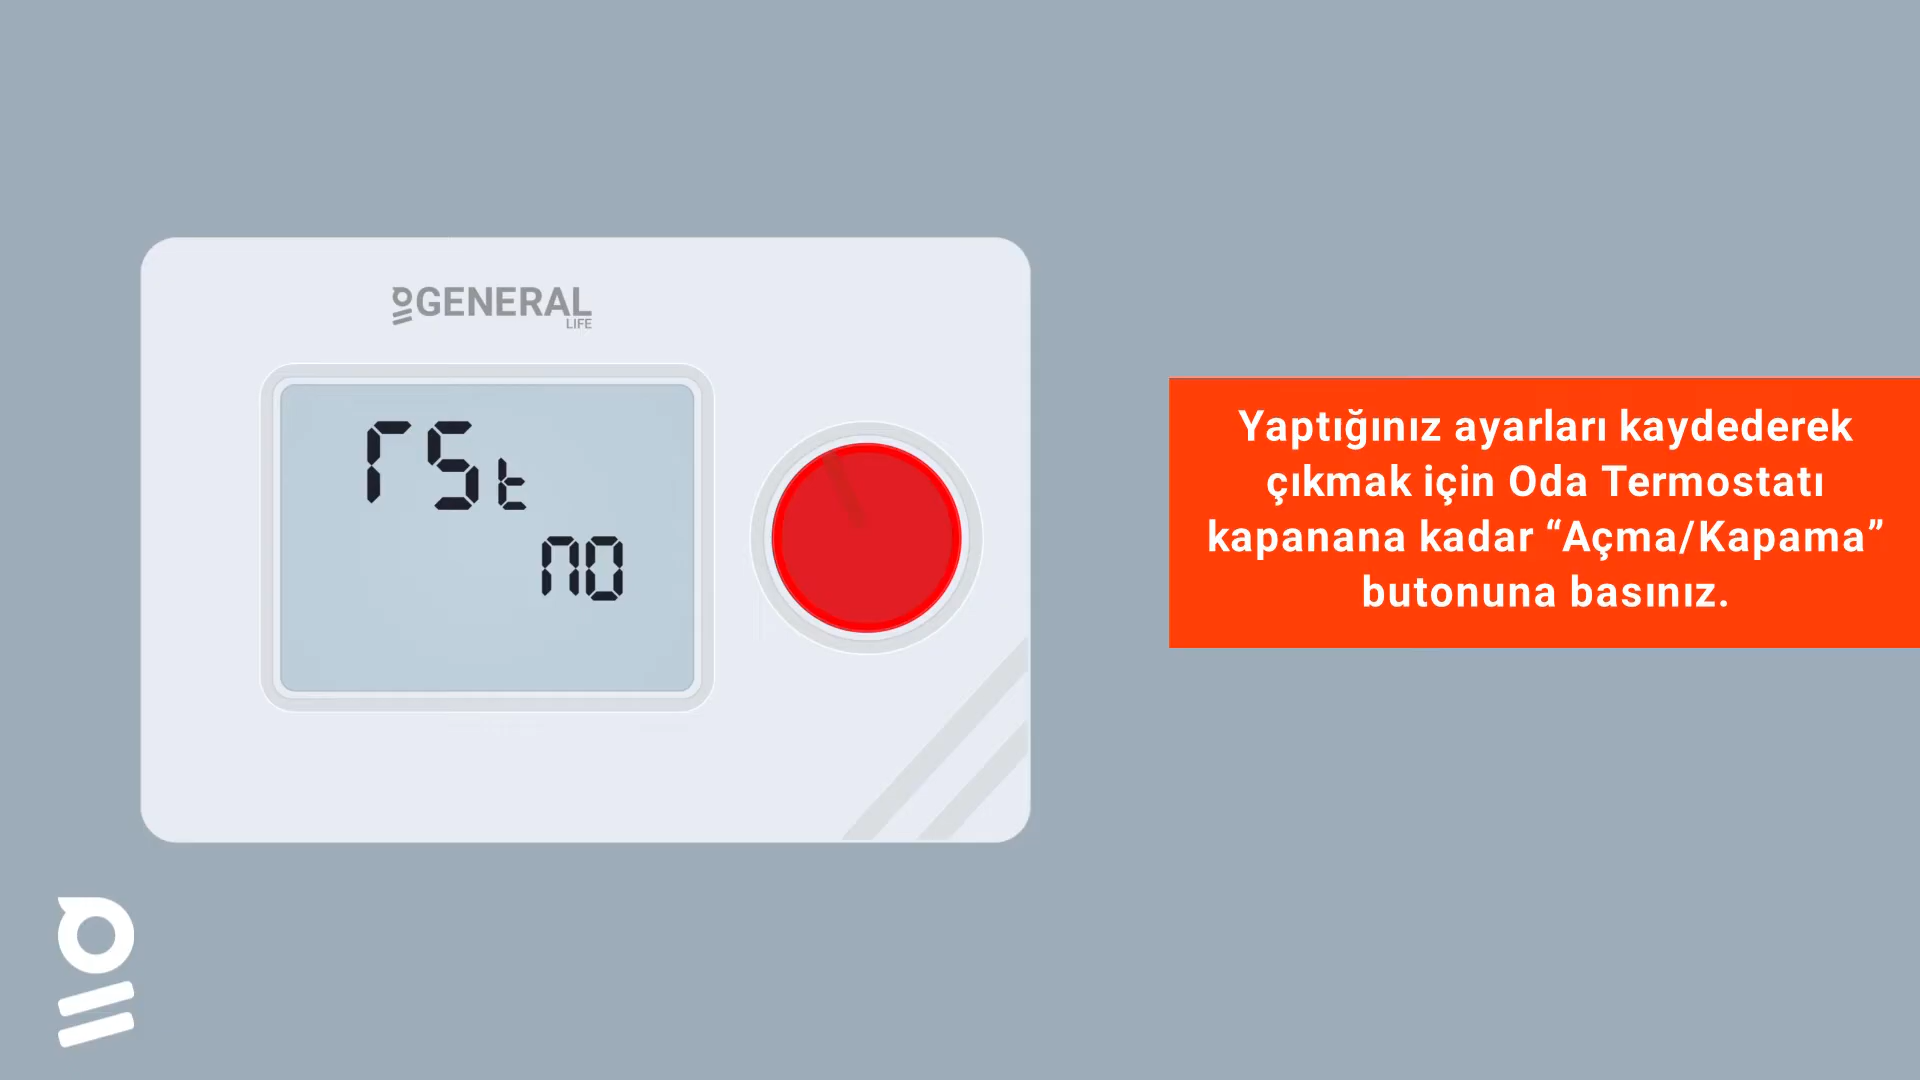 GENERAL
LIFE
rSt
no
Yaptığınız ayarları kaydederek
çıkmak için Oda Termostatı
kapanana kadar “Açma/Kapama”
butonuna basınız.